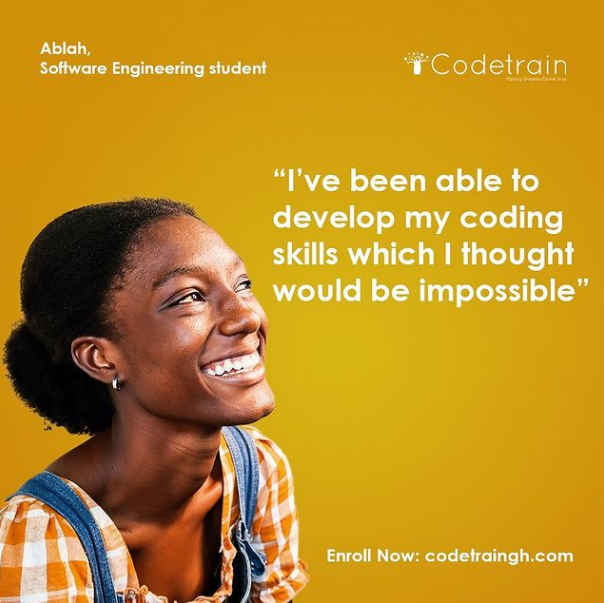 Ablah,
Software Engineering student
Codetrain
Making Dreams Come True
“I’ve been able to
develop my coding
skills which I thought
would be impossible”
Enroll Now: codetraingh.com